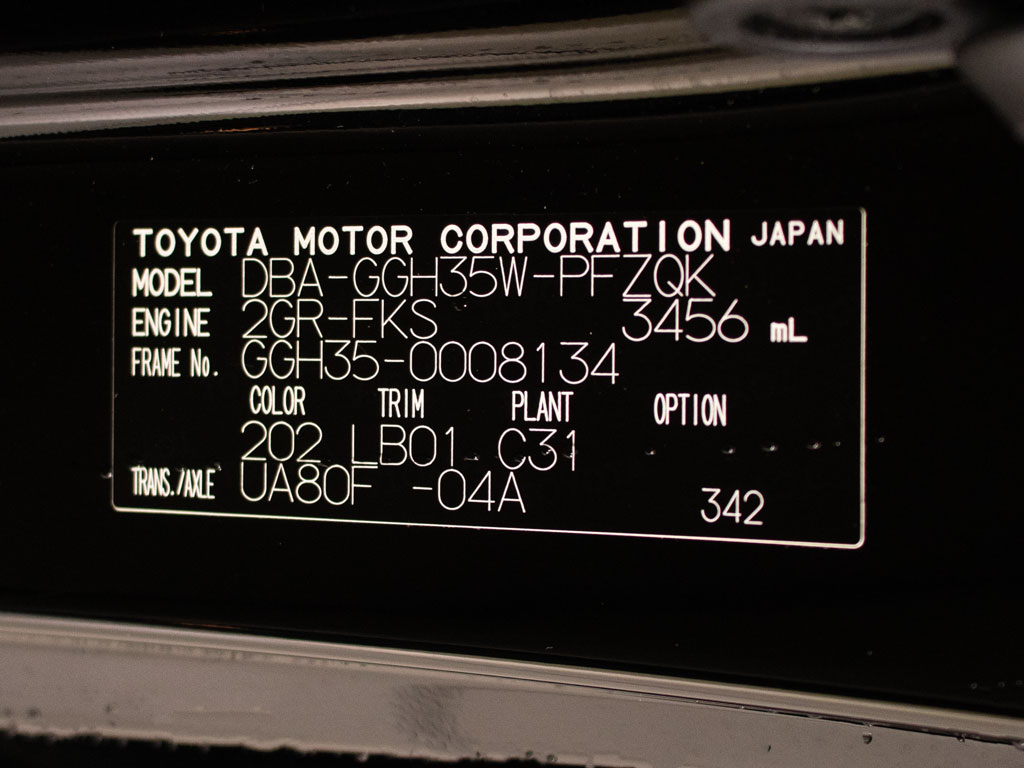 TOYOTA MOTOR CORPORATION JAPAN
MODEL DBA-GGH35W-PFZQK
ENGINE 2GR-FKS 3456 mL
FRAME No. GGH35-0008134
COLOR TRIM PLANT OPTION
202 LB01 C31
TRANS./AXLE UA80F -04A 342